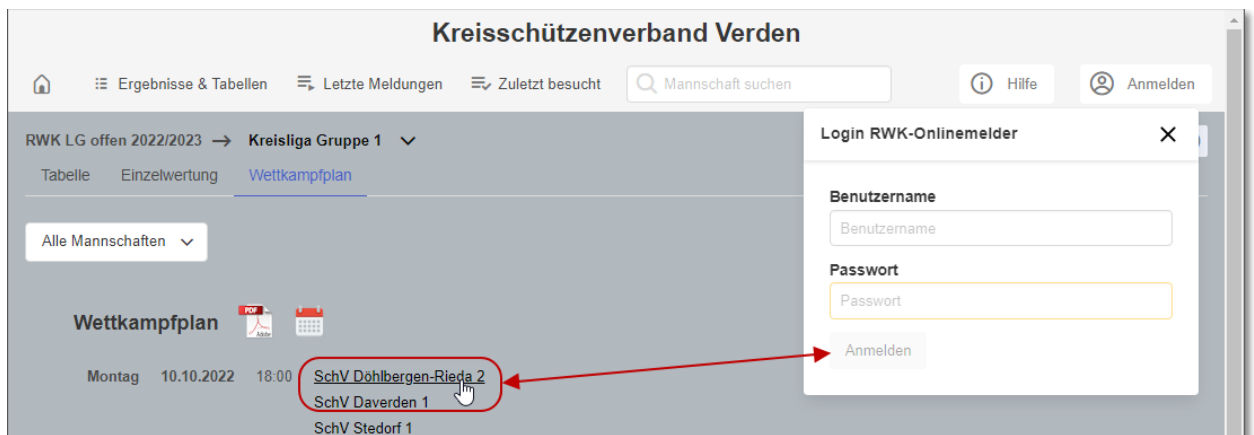 Kreisschützenverband Verden
Ergebnisse & Tabellen Letzte Meldungen Zuletzt besucht Mannschaft suchen Hilfe Anmelden
RWK LG offen 2022/2023 → Kreisliga Gruppe 1
Tabelle Einzelwertung Wettkampfplan
Alle Mannschaften
Wettkampfplan PDF Adobe
Montag 10.10.2022 18:00 SchV Döhlbergen-Rieda 2
SchV Daverden 1
SchV Stedorf 1
Login RWK-Onlinemelder
Benutzername
Benutzername
Passwort
Passwort
Anmelden